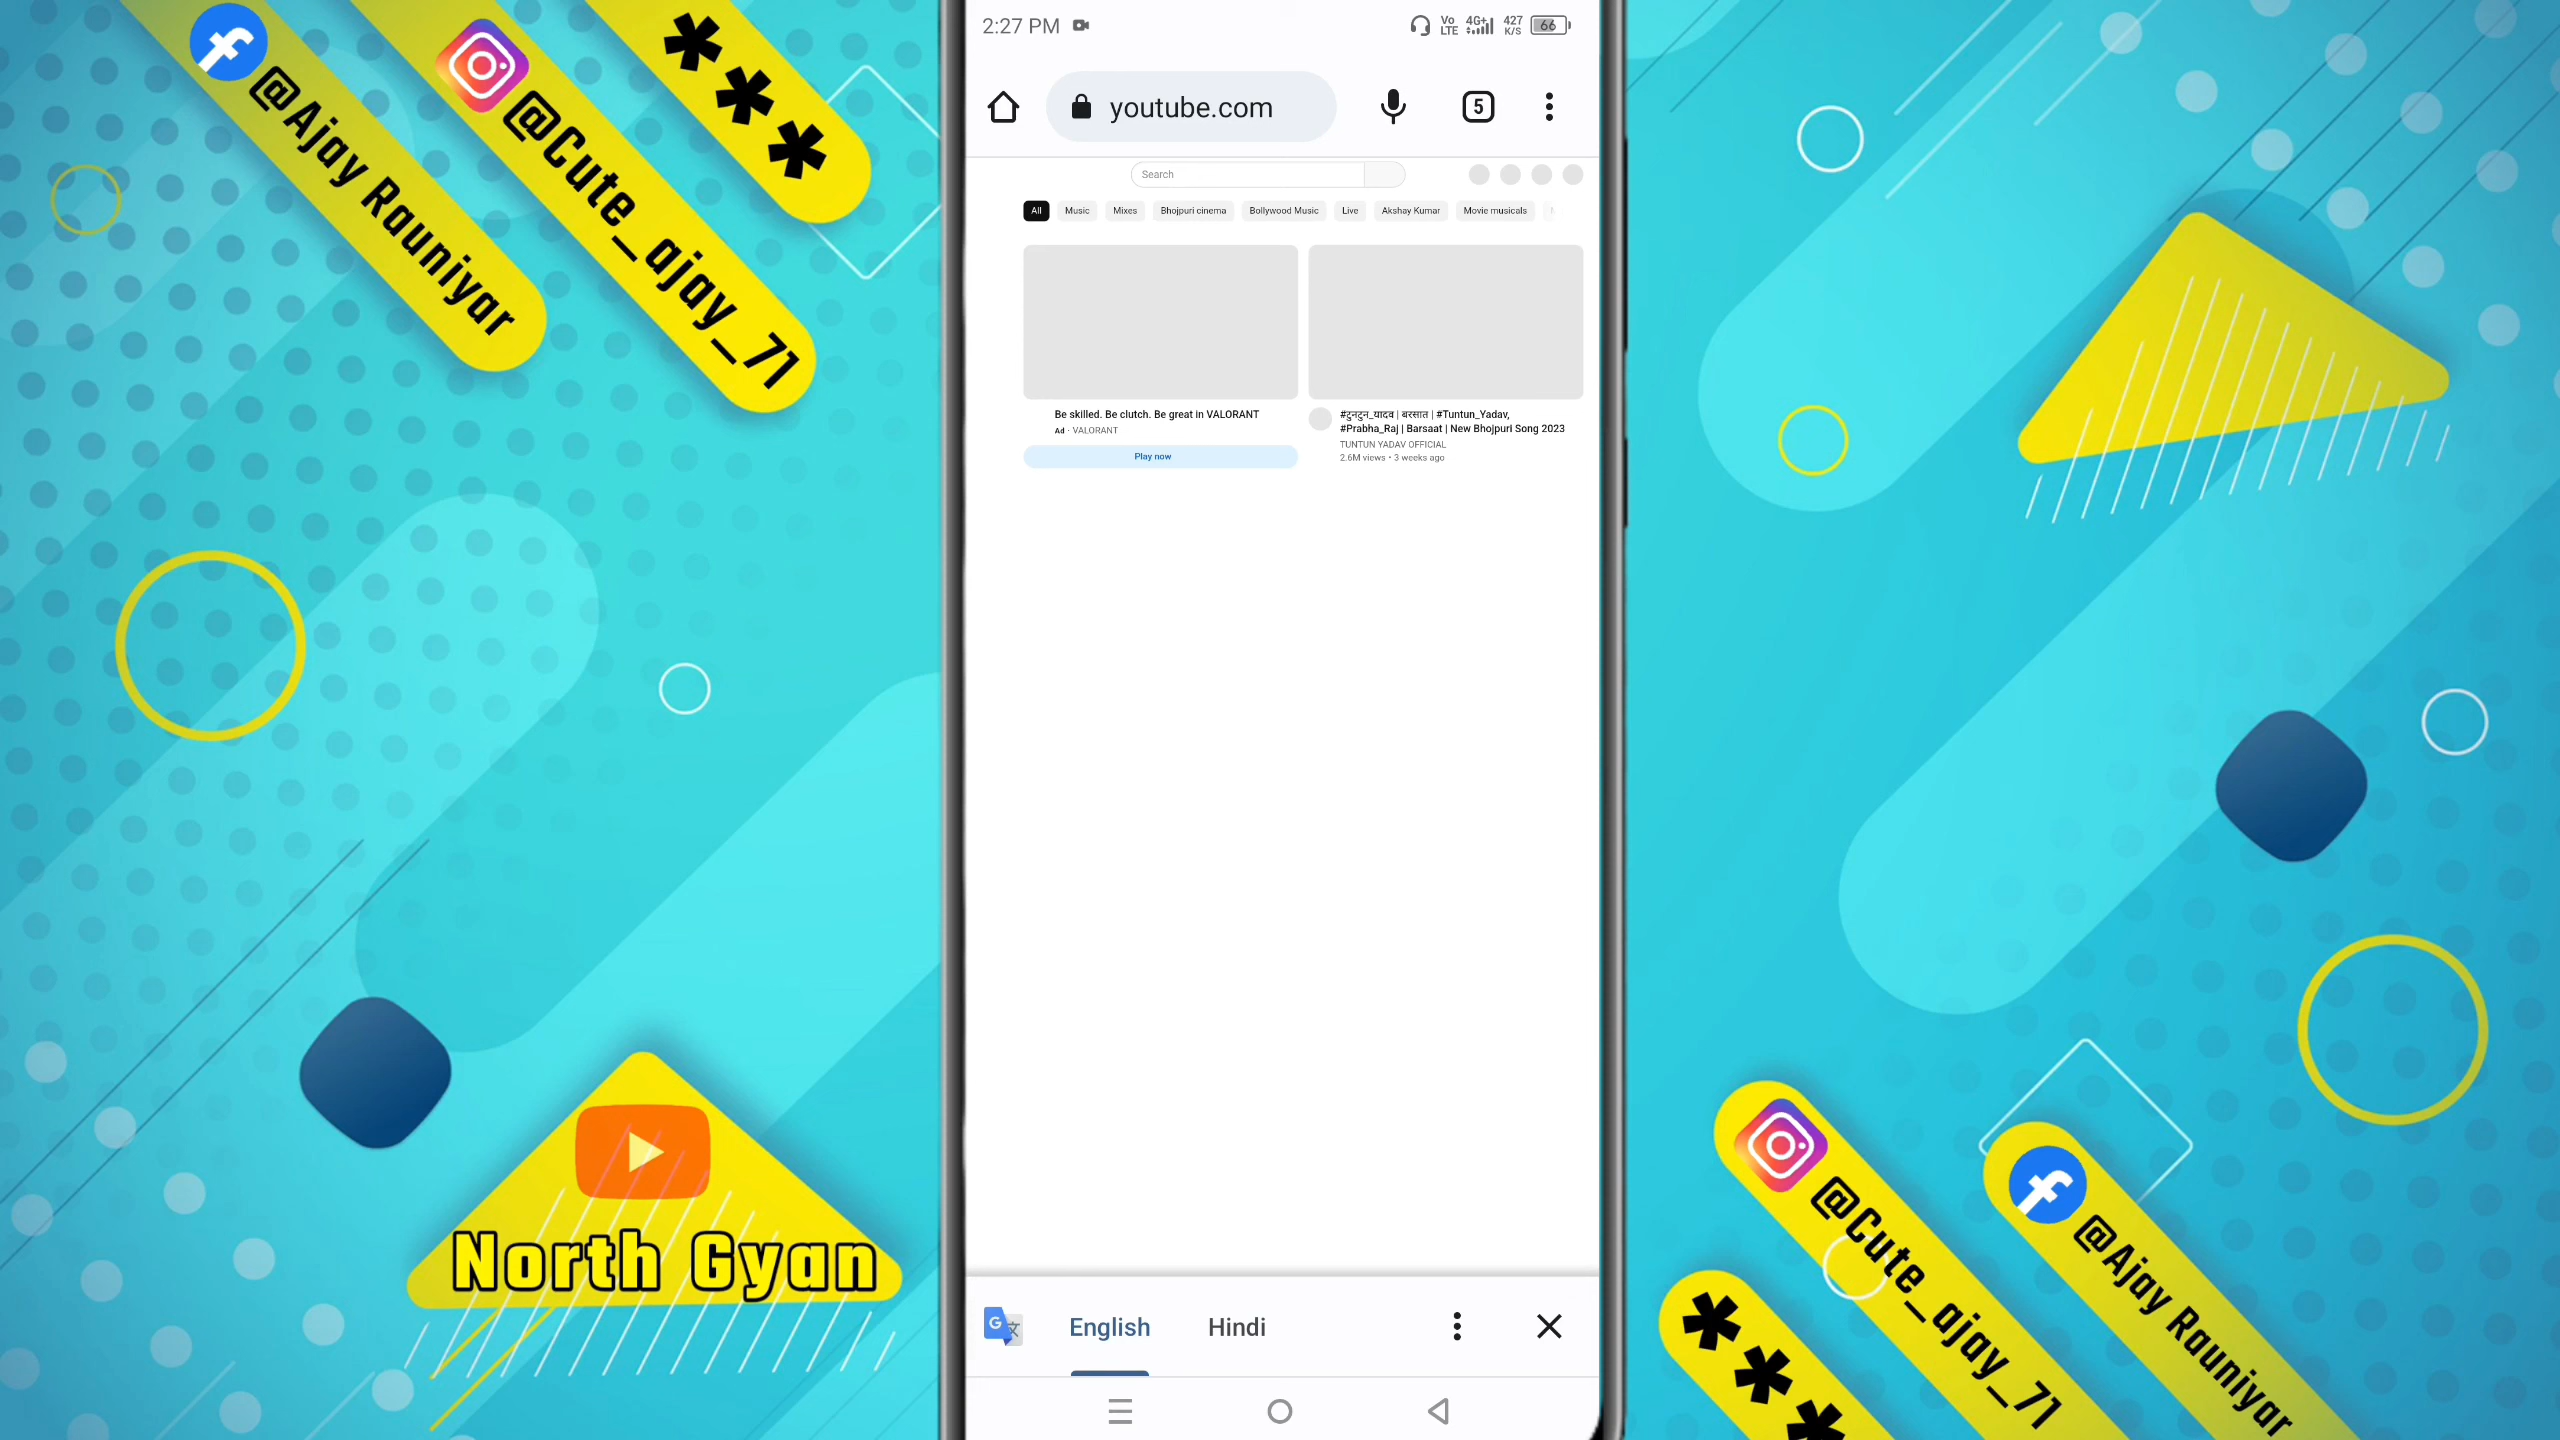 @Ajay Rauniyar
@Cute_ajay_71
***
2:27 PM
Vo LTE 4G+ 427 K/S 66
youtube.com
5
Search
All Music Mixes Bhojpuri cinema Bollywood Music Live Akshay Kumar Movie musicals
Be skilled. Be clutch. Be great in VALORANT
Ad · VALORANT
Play now
#टुनटुन_यादव | बरसात | #Tuntun_Yadav,
#Prabha_Raj | Barsaat | New Bhojpuri Song 2023
TUNTUN YADAV OFFICIAL
2.6M views • 3 weeks ago
North Gyan
English Hindi
@Cute_ajay_71
@Ajay Rauniyar
***